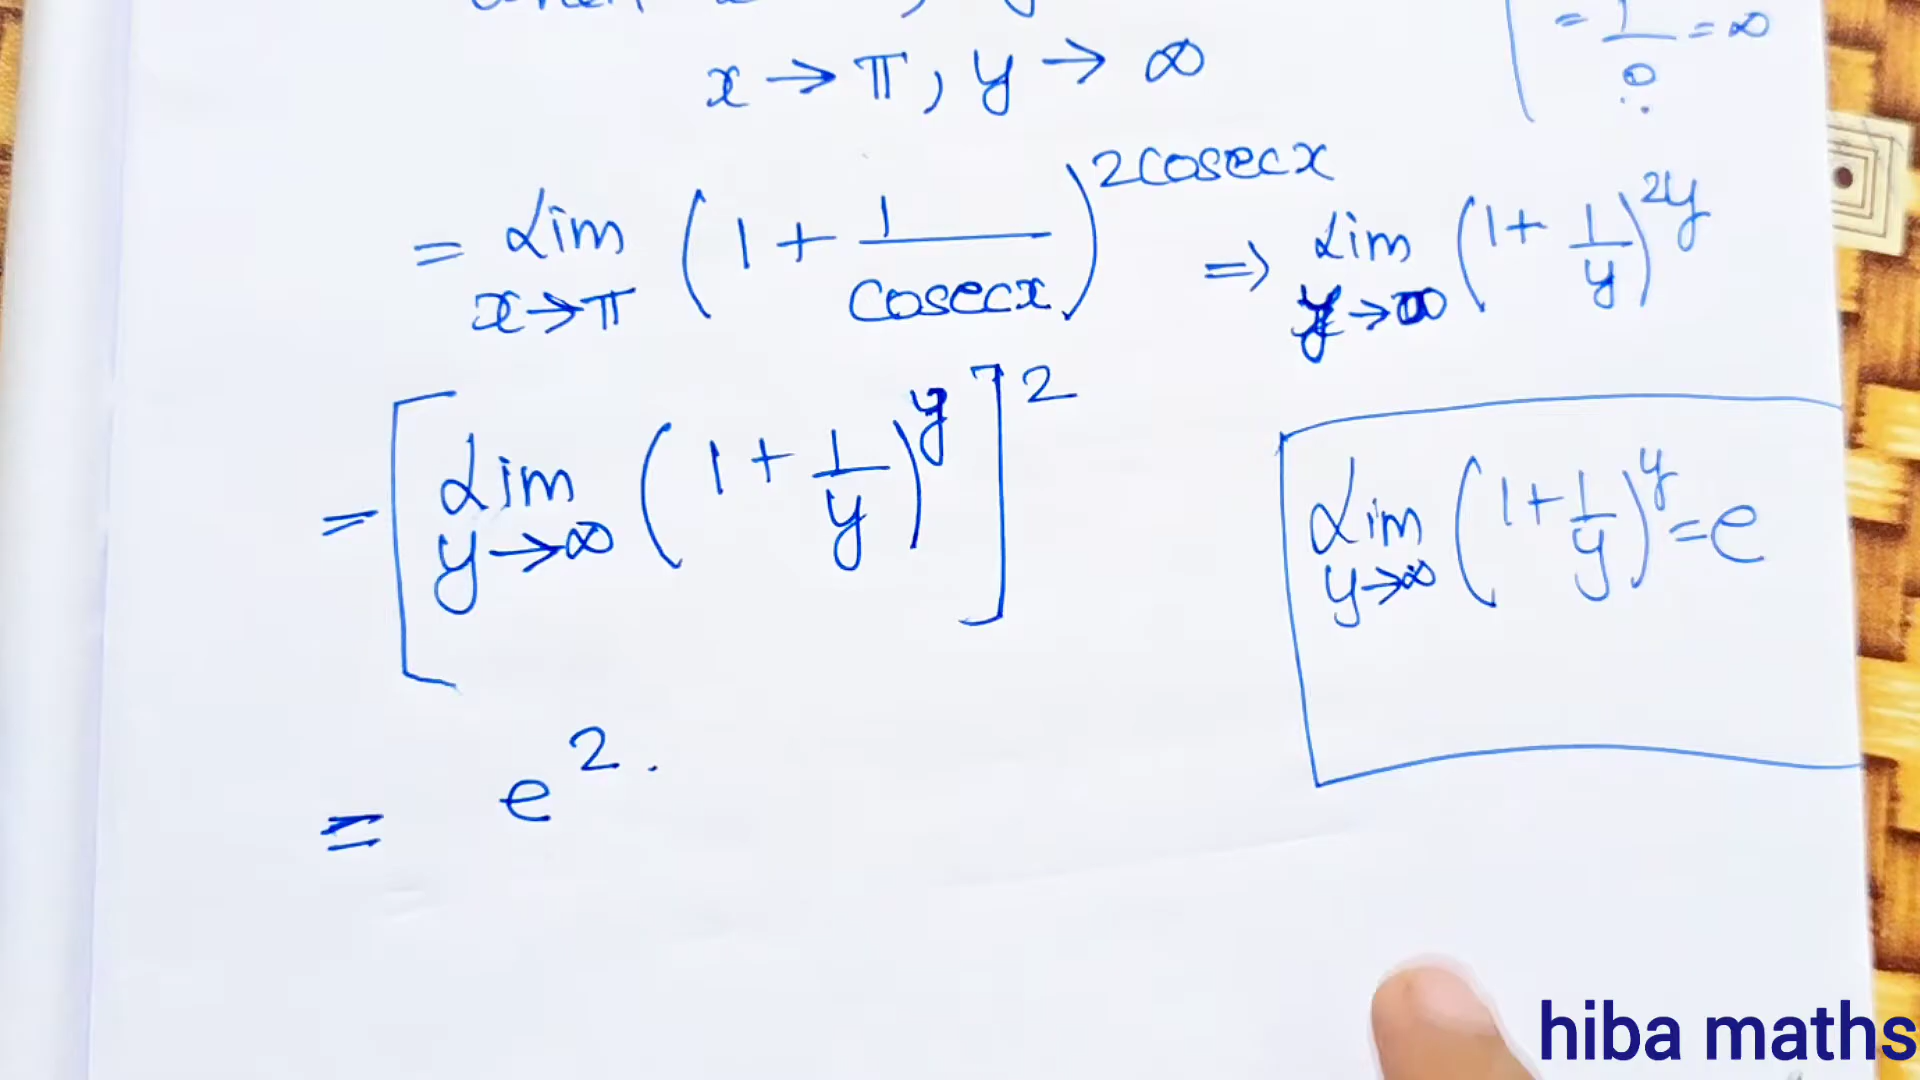 = 1/0 = ∞
x → π, y → ∞
= Lim x→π (1 + 1/cosecx)^2cosecx => Lim y→∞ (1 + 1/y)^2y
= [Lim y→∞ (1 + 1/y)^y]^2
Lim y→∞ (1 + 1/y)^y = e
= e^2.
hiba maths